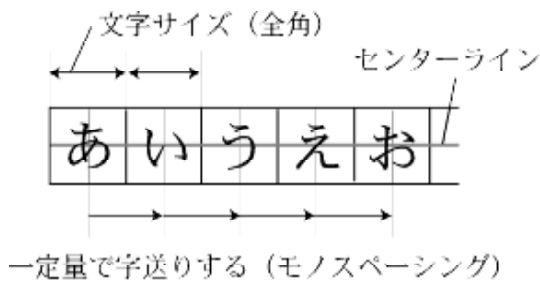 文字サイズ（全角）
センターライン
あいうえお
一定量で字送りする（モノスペーシング）